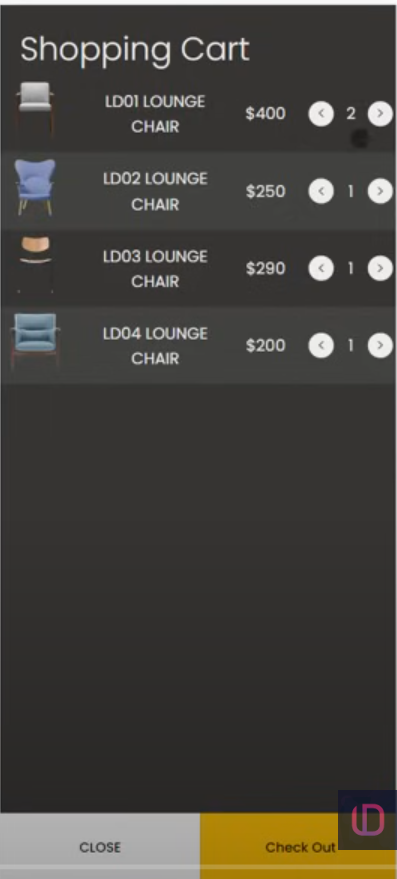 Shopping Cart
LD01 LOUNGE
CHAIR
$400
< 2 >
LD02 LOUNGE
CHAIR
$250
< 1 >
LD03 LOUNGE
CHAIR
$290
< 1 >
LD04 LOUNGE
CHAIR
$200
< 1 >
CLOSE
Check Out